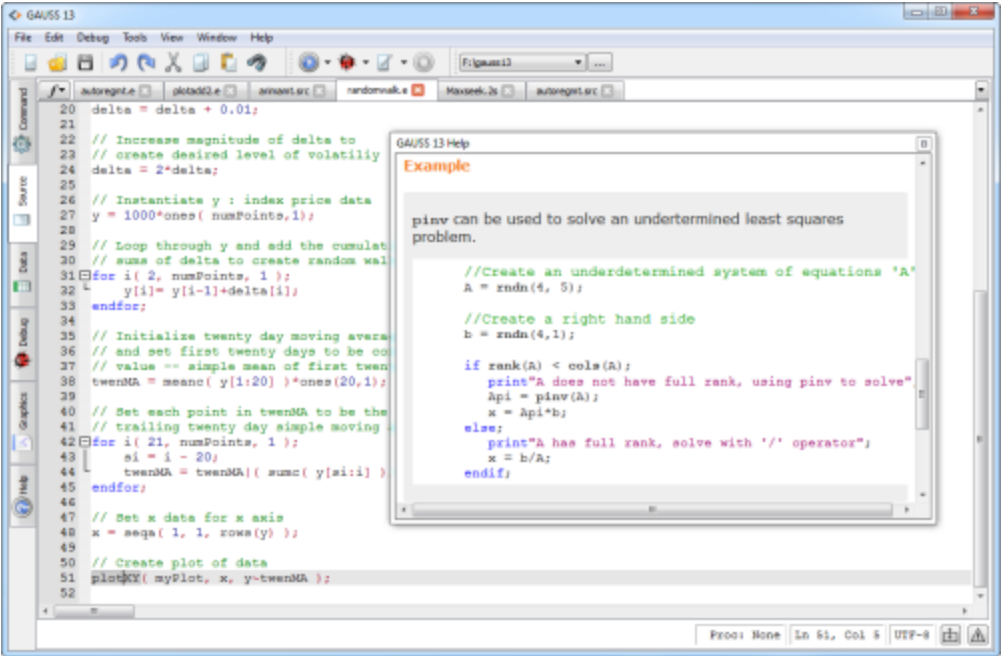 GAUSS 13
File Edit Debug Tools View Window Help
F:\gauss13
autoregmt.e plotadd2.e arimamt.src randomwalk.e Maxseek.2s autoregmt.src
Command
Source
Data
Debug
Graphics
Help
20 delta = delta + 0.01;
21
22 // Increase magnitude of delta to
23 // create desired level of volatiliy
24 delta = 2*delta;
25
26 // Instantiate y : index price data
27 y = 1000*ones( numPoints,1);
28
29 // Loop through y and add the cumulat
30 // sums of delta to create random wal
31 for i( 2, numPoints, 1 );
32 y[i]= y[i-1]+delta[i];
33 endfor;
34
35 // Initialize twenty day moving avera
36 // and set first twenty days to be co
37 // value -- simple mean of first twen
38 twenMA = meanc( y[1:20] )*ones(20,1);
39
40 // Set each point in twenMA to be the
41 // trailing twenty day simple moving
42 for i( 21, numPoints, 1 );
43 si = i - 20;
44 twenMA = twenMA|( sumc( y[si:i] )
45 endfor;
46
47 // Set x data for x axis
48 x = seqa( 1, 1, rows(y) );
49
50 // Create plot of data
51 plotXY( myPlot, x, y~twenMA );
52
GAUSS 13 Help
Example
pinv can be used to solve an undertermined least squares
problem.
//Create an underdetermined system of equations 'A'
A = rndn(4, 5);
//Create a right hand side
b = rndn(4,1);
if rank(A) < cols(A);
print"A does not have full rank, using pinv to solve"
Api = pinv(A);
x = Api*b;
else;
print"A has full rank, solve with '/' operator";
x = b/A;
endif;
Proc: None Ln 51, Col 5 UTF-8